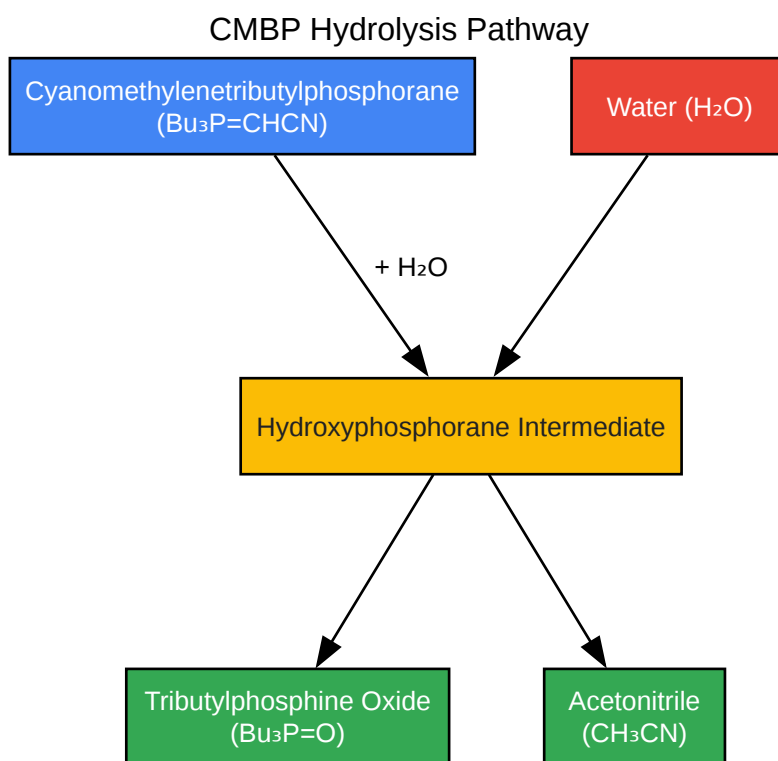 CMBP Hydrolysis Pathway
Cyanomethylenetributylphosphorane
(Bu₃P=CHCN)
Water (H₂O)
+ H₂O
Hydroxyphosphorane Intermediate
Tributylphosphine Oxide
(Bu₃P=O)
Acetonitrile
(CH₃CN)